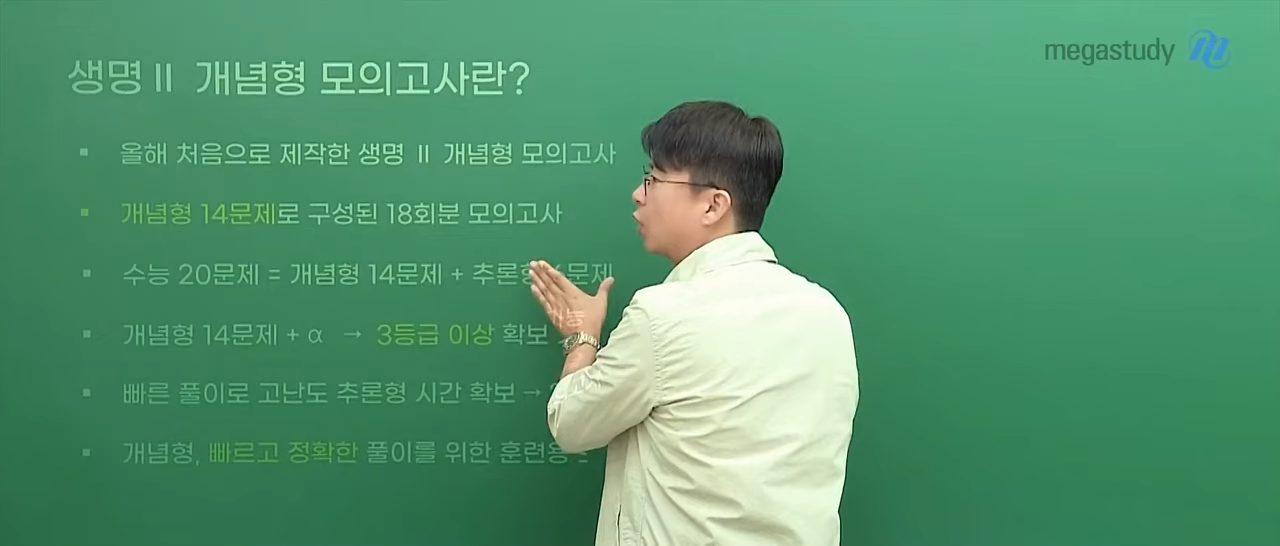 megastudy
생명 II 개념형 모의고사란?
▪ 올해 처음으로 제작한 생명 II 개념형 모의고사
▪ 개념형 14문제로 구성된 18회분 모의고사
▪ 수능 20문제 = 개념형 14문제 + 추론형 문제
▪ 개념형 14문제 + α → 3등급 이상 확보
▪ 빠른 풀이로 고난도 추론형 시간 확보 →
▪ 개념형, 빠르고 정확한 풀이를 위한 훈련용